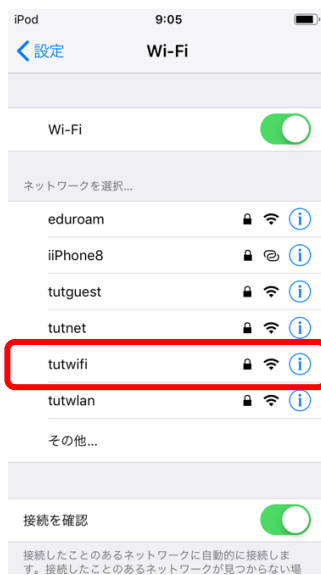 iPod 9:05
設定 Wi-Fi
Wi-Fi
ネットワークを選択...
eduroam
iiPhone8
tutguest
tutnet
tutwifi
tutwlan
その他...
接続を確認
接続したことのあるネットワークに自動的に接続しま
す。接続したことのあるネットワークが見つからない場